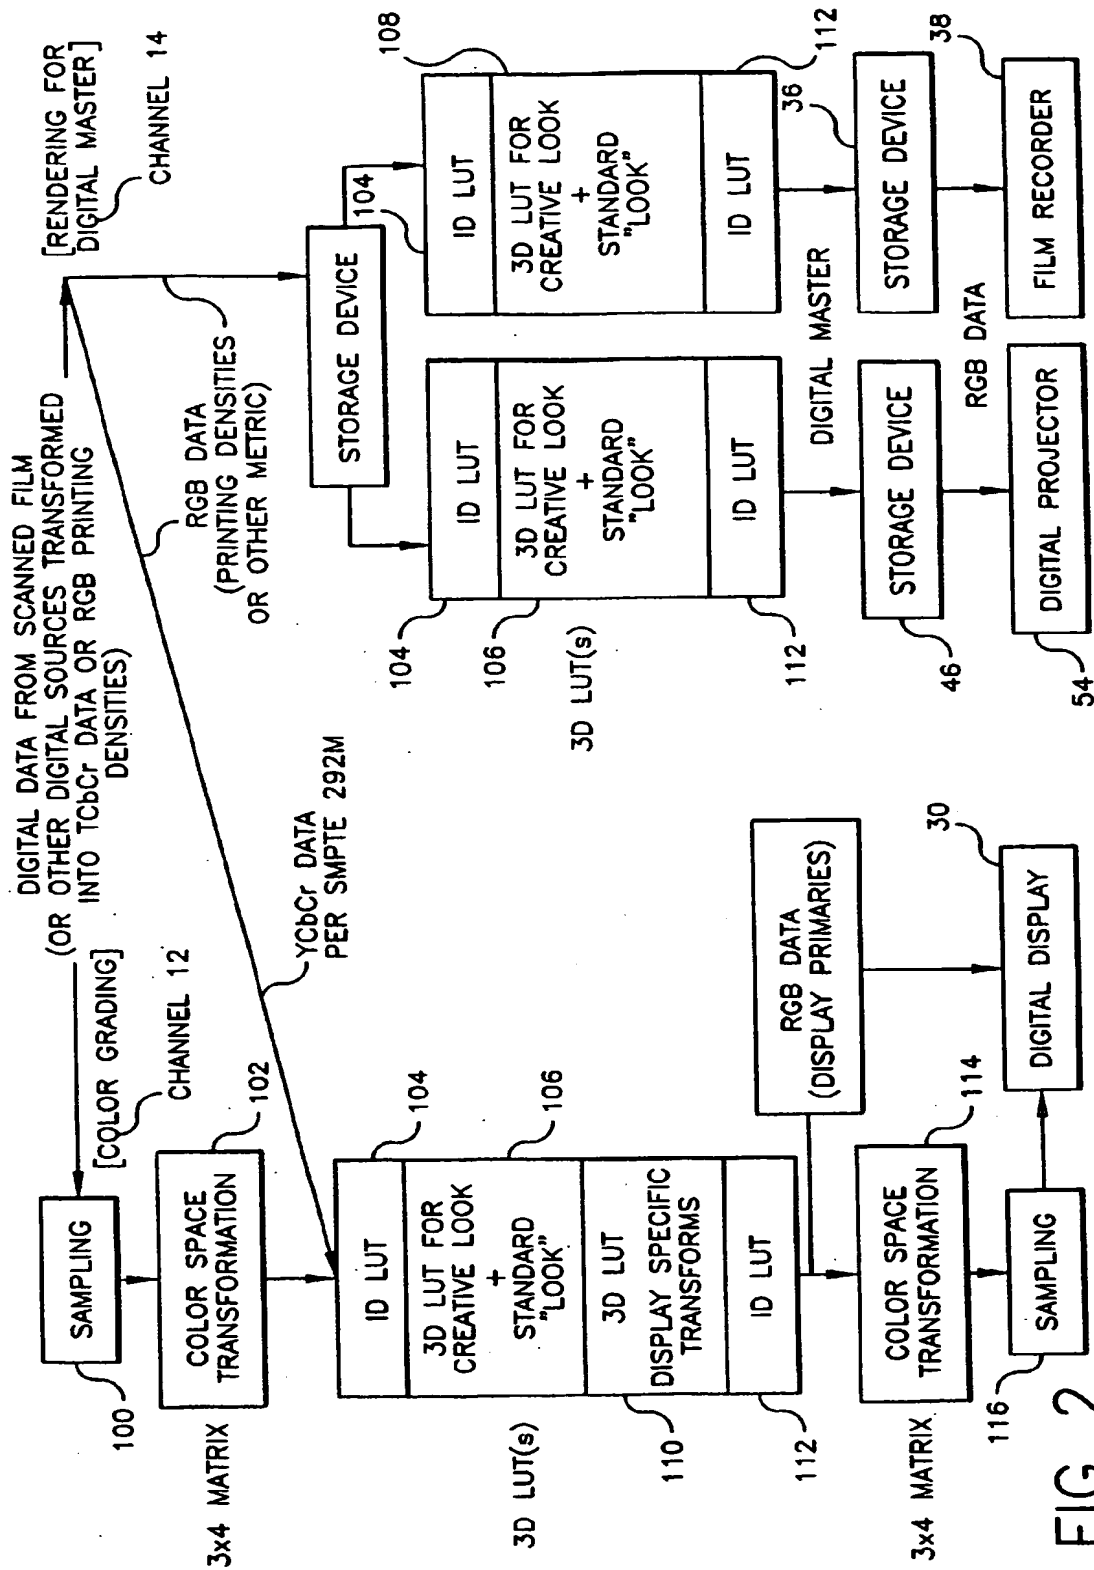 DIGITAL DATA FROM SCANNED FILM
(OR OTHER DIGITAL SOURCES TRANSFORMED
INTO TCbCr DATA OR RGB PRINTING
DENSITIES)
[COLOR GRADING]
CHANNEL 12
[RENDERING FOR
DIGITAL MASTER]
CHANNEL 14
SAMPLING
100
COLOR SPACE
TRANSFORMATION
102
3x4 MATRIX
YCbCr DATA
PER SMPTE 292M
RGB DATA
(PRINTING DENSITIES
OR OTHER METRIC)
ID LUT
104
3D LUT FOR
CREATIVE LOOK
+
STANDARD
"LOOK"
106
3D LUT(s)
3D LUT
DISPLAY SPECIFIC
TRANSFORMS
110
ID LUT
112
RGB DATA
(DISPLAY PRIMARIES)
COLOR SPACE
TRANSFORMATION
114
3x4 MATRIX
SAMPLING
116
DIGITAL DISPLAY
30
STORAGE DEVICE
104
ID LUT
3D LUT FOR
CREATIVE LOOK
+
STANDARD
"LOOK"
106
3D LUT(s)
ID LUT
112
104
ID LUT
108
3D LUT FOR
CREATIVE LOOK
+
STANDARD
"LOOK"
ID LUT
112
DIGITAL MASTER
STORAGE DEVICE
46
STORAGE DEVICE
36
RGB DATA
DIGITAL PROJECTOR
54
FILM RECORDER
38
FIG 2